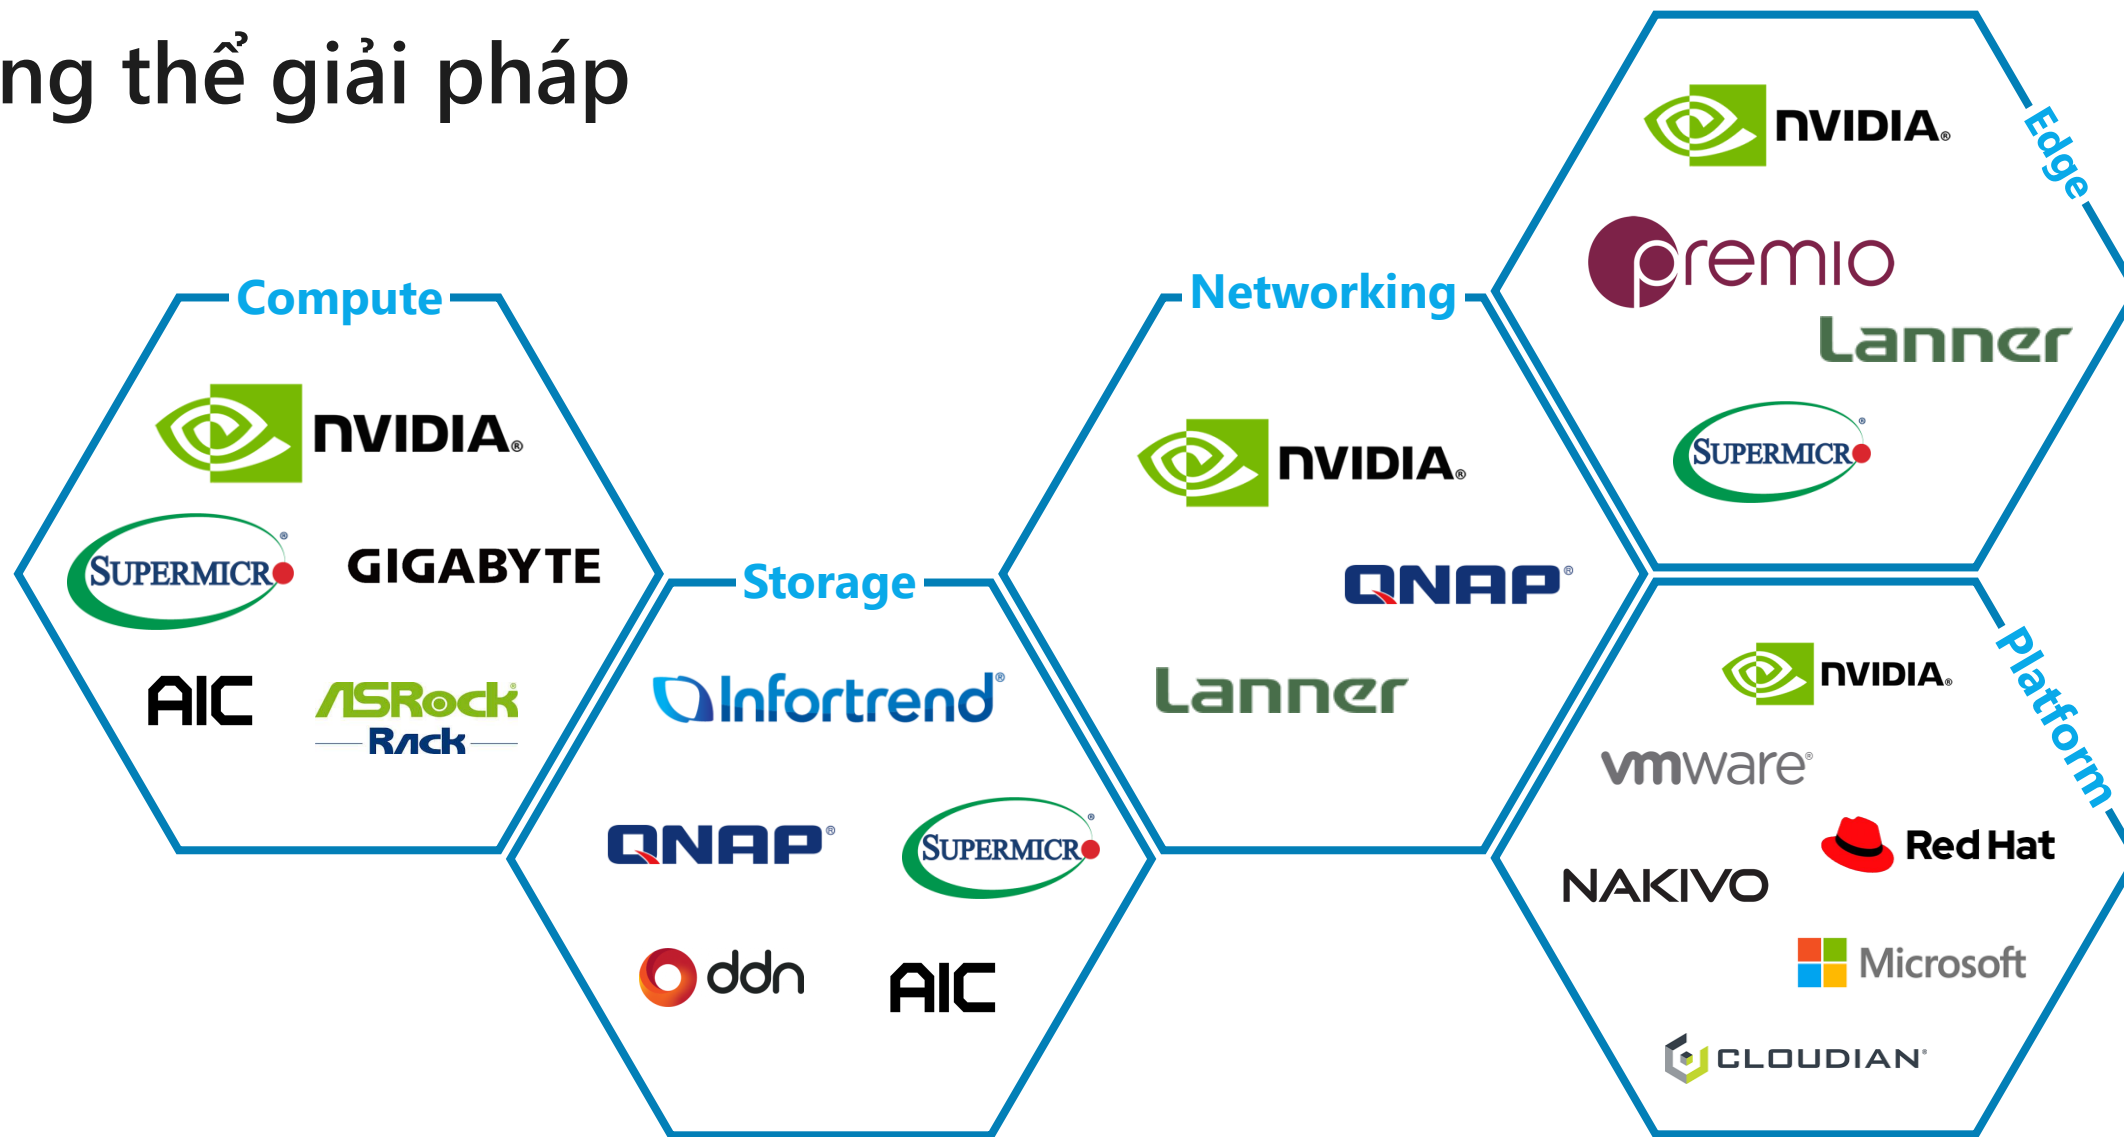 ng thể giải pháp
Compute
NVIDIA®
SUPERMICRO®
GIGABYTE
AIC
ASRock®
Rack
Storage
Infortrend®
QNAP®
SUPERMICRO®
ddn
AIC
Networking
NVIDIA®
QNAP®
Lanner
Edge
NVIDIA®
premio
Lanner
SUPERMICRO®
Platform
NVIDIA®
vmware®
Red Hat
NAKIVO
Microsoft
CLOUDIAN®